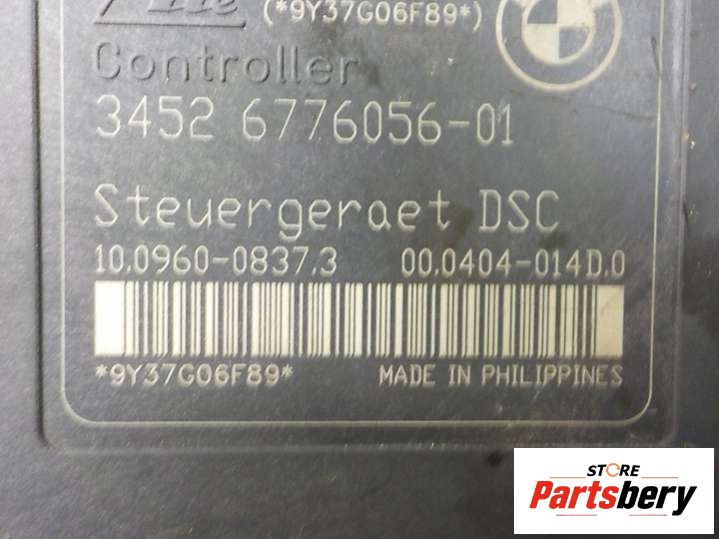 (*9Y37G06F89*)
Controller
3452 6776056-01
Steuergeraet DSC
10.0960-0837.3 00.0404-014D.0
*9Y37G06F89* MADE IN PHILIPPINES
STORE
Partsbery